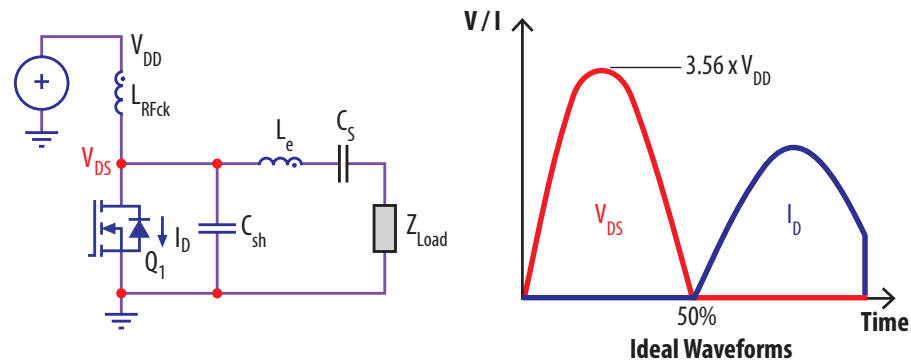 V_DD
L_RFck
V_DS
L_e
C_S
I_D
C_sh
Z_Load
Q_1
V / I
3.56 x V_DD
V_DS
I_D
50%
Time
Ideal Waveforms